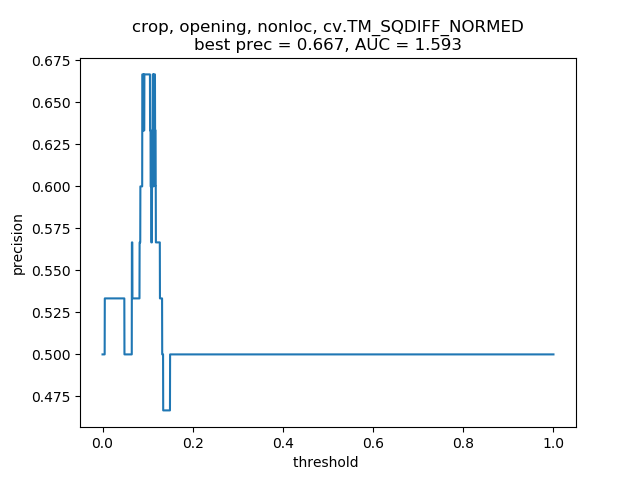 crop, opening, nonloc, cv.TM_SQDIFF_NORMED
best prec = 0.667, AUC = 1.593
0.675
0.650
0.625
0.600
0.575
0.550
0.525
0.500
0.475
precision
0.0 0.2 0.4 0.6 0.8 1.0
threshold